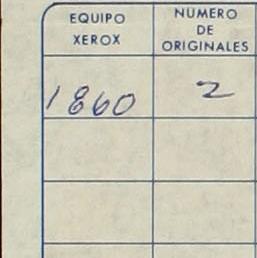 EQUIPO
XEROX
NUMERO
DE
ORIGINALES
1860
2